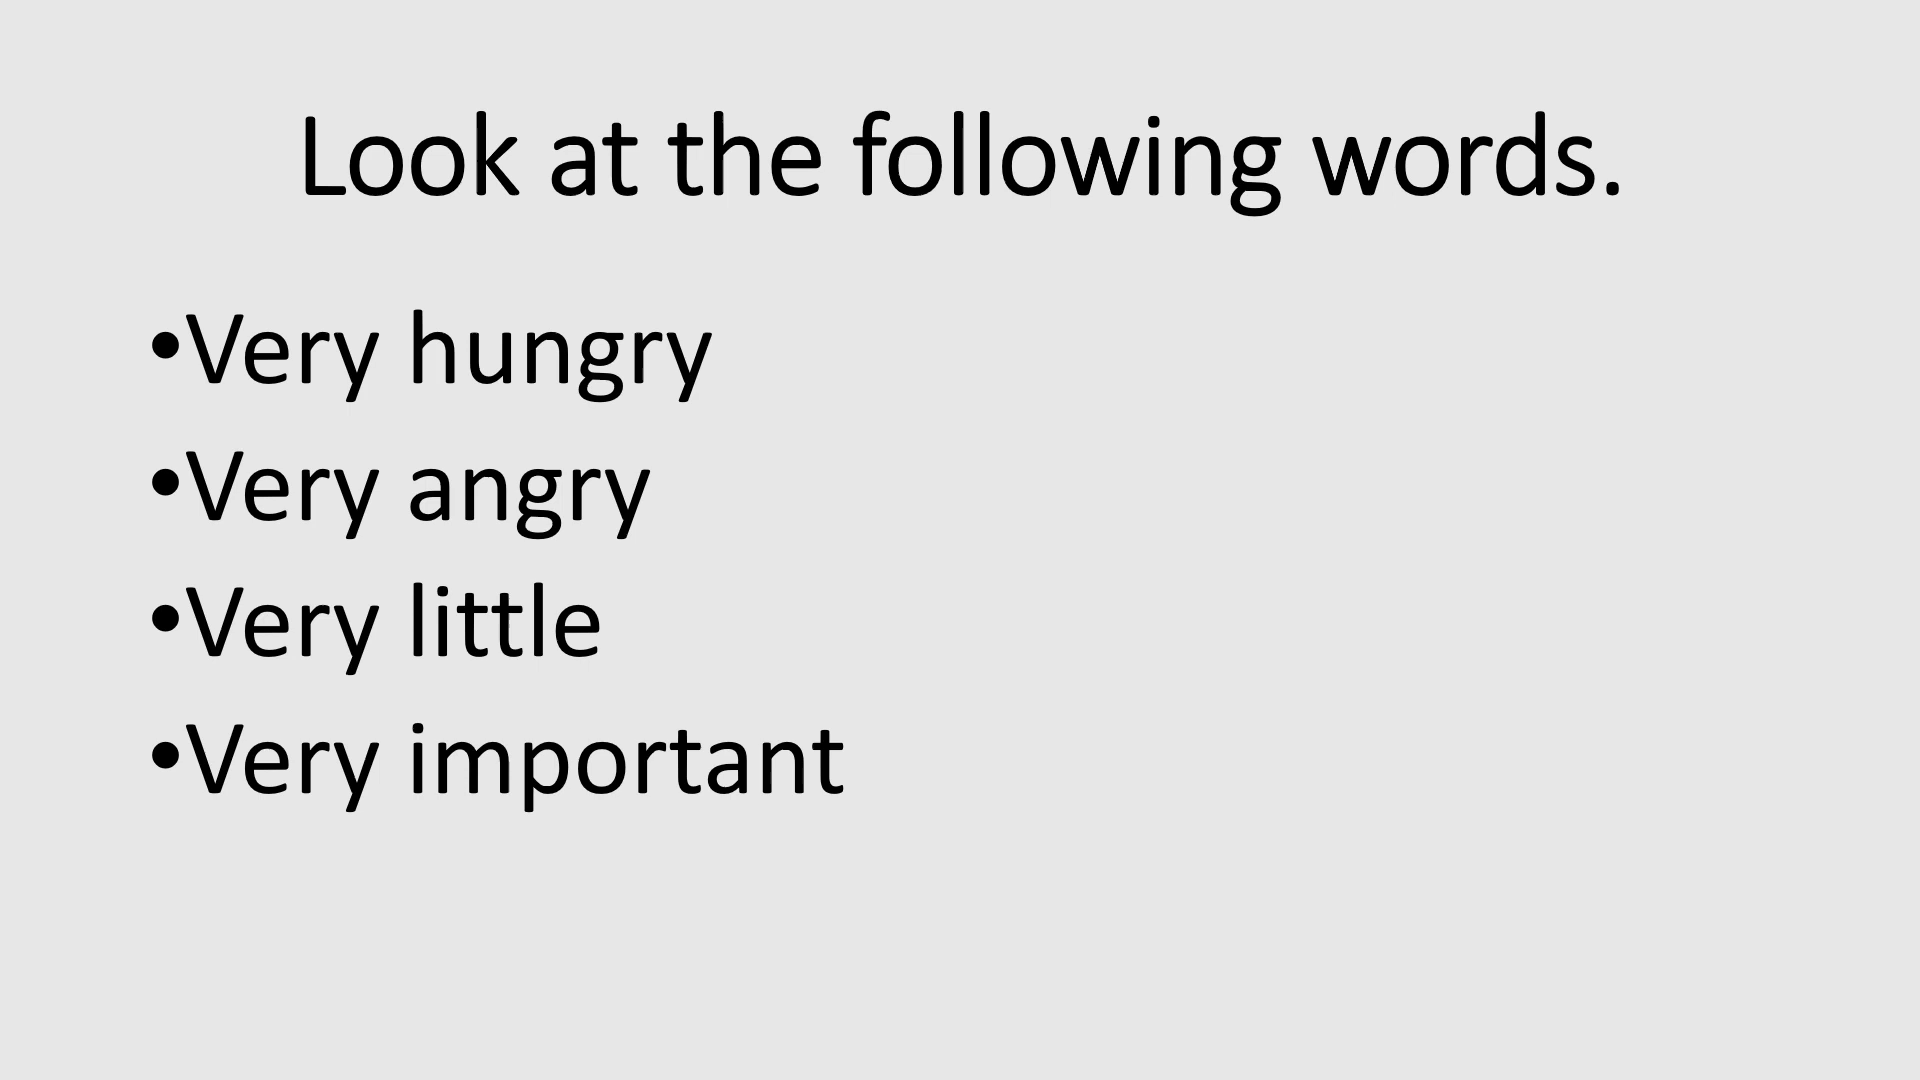 Look at the following words.
•Very hungry
•Very angry
•Very little
•Very important